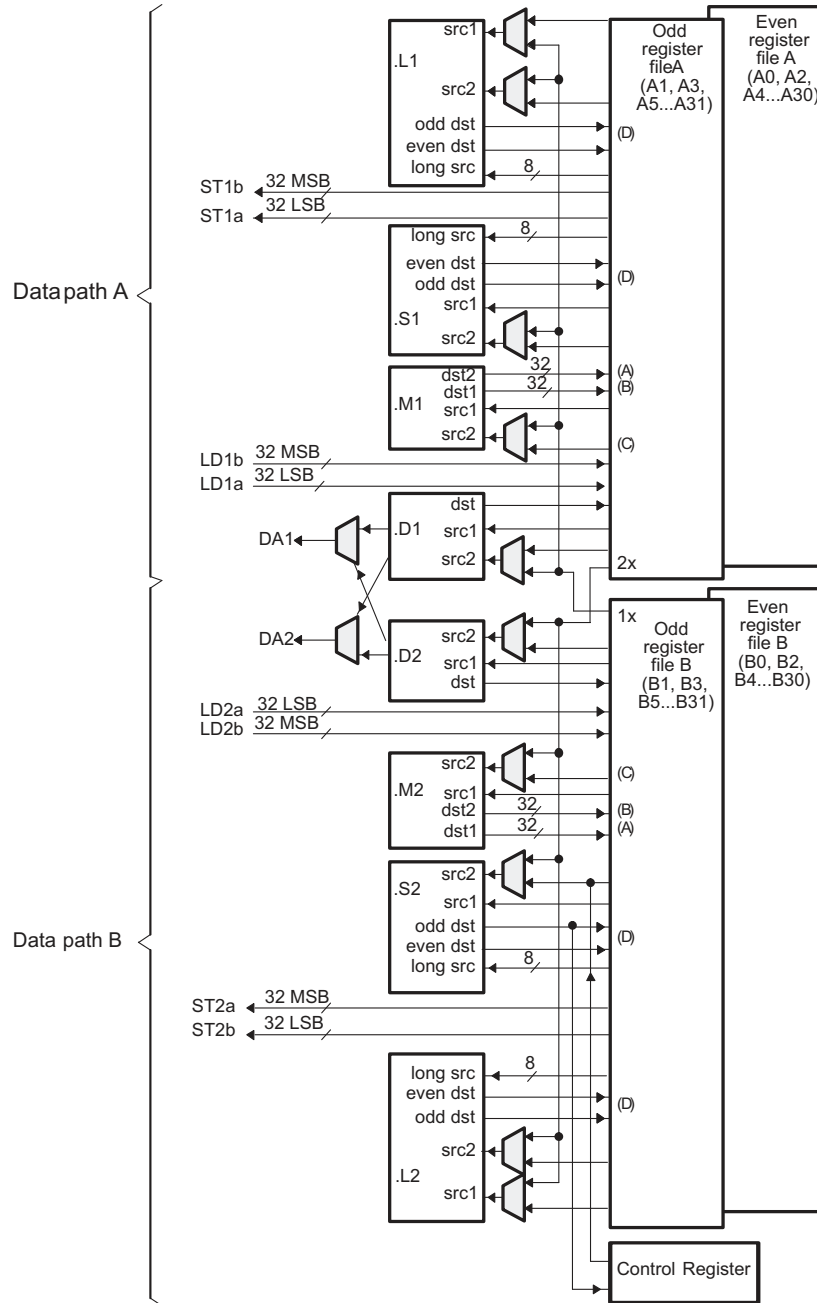 src1
.L1
src2
odd dst
even dst
long src
8
ST1b
32 MSB
ST1a
32 LSB
long src
8
even dst
odd dst
src1
.S1
src2
dst2
32
dst1
32
.M1
src1
src2
LD1b
32 MSB
LD1a
32 LSB
dst
.D1
src1
src2
DA1
DA2
Data path A
Odd
register
fileA
(A1, A3,
A5...A31)
Even
register
file A
(A0, A2,
A4...A30)
(D)
(D)
(A)
(B)
(C)
2x
1x
Odd
register
file B
(B1, B3,
B5...B31)
Even
register
file B
(B0, B2,
B4...B30)
src2
.D2
src1
dst
LD2a
32 LSB
LD2b
32 MSB
src2
.M2
src1
dst2
32
dst1
32
(C)
(B)
(A)
src2
.S2
src1
odd dst
even dst
long src
8
(D)
Data path B
ST2a
32 MSB
ST2b
32 LSB
long src
8
even dst
odd dst
(D)
src2
.L2
src1
Control Register